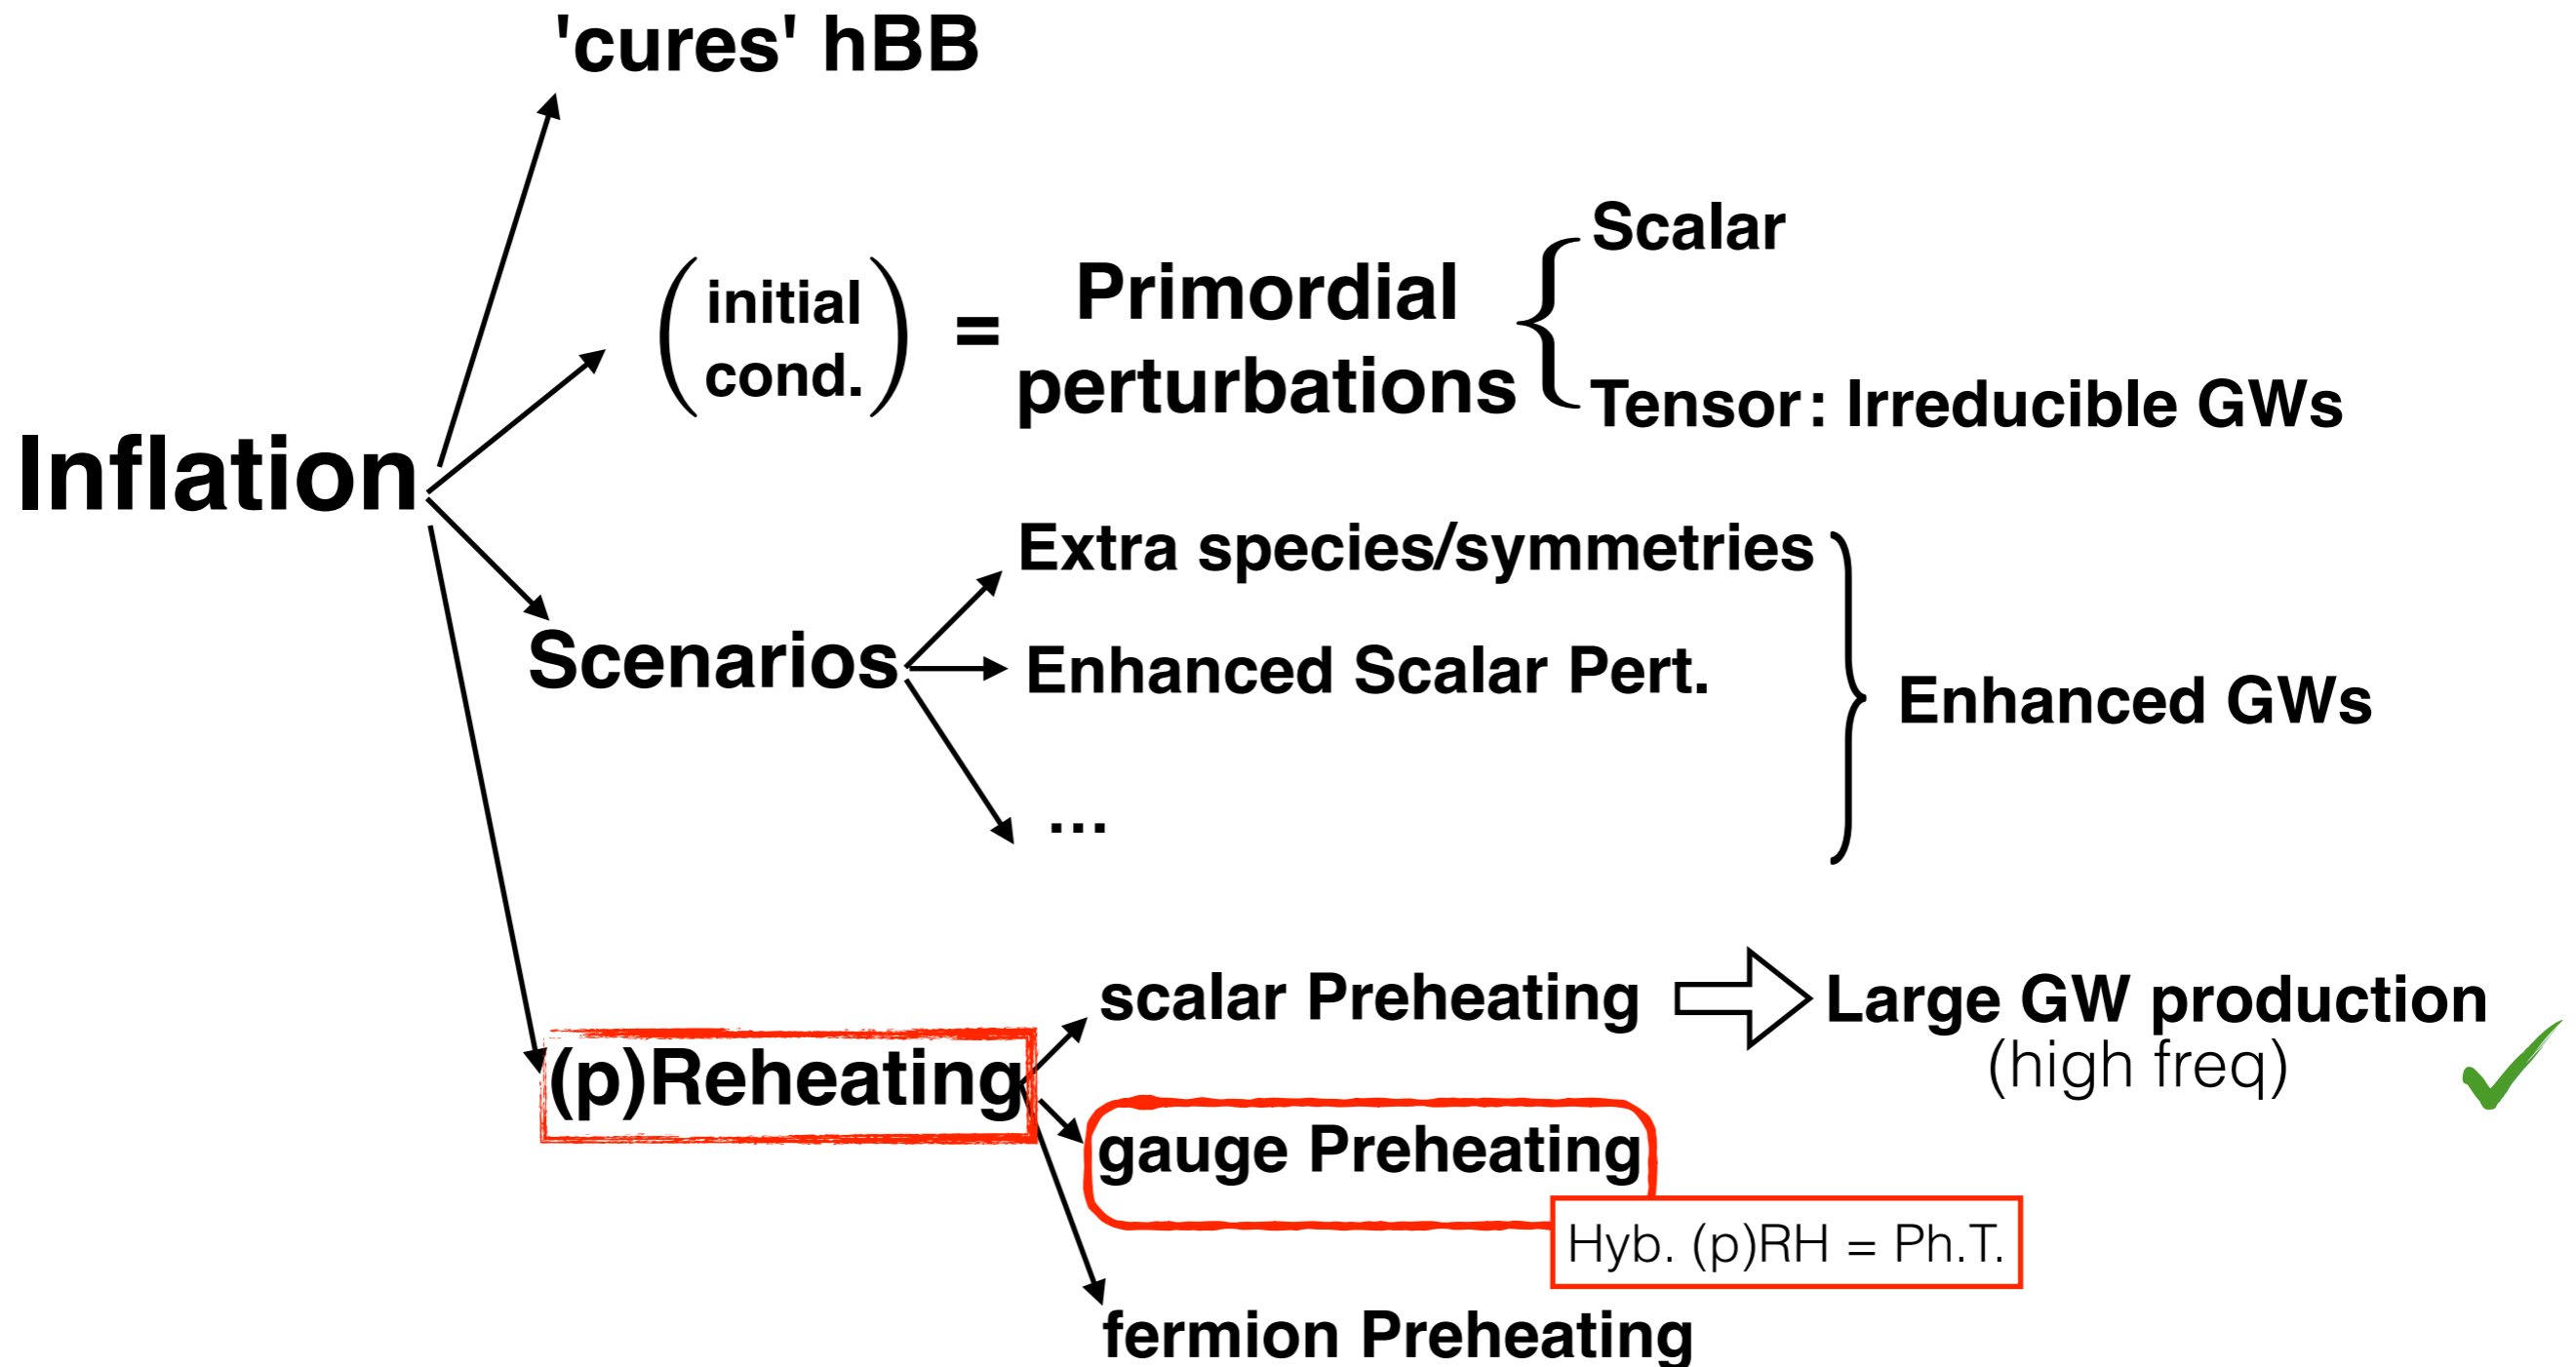 'cures' hBB
initial
cond.
=
Primordial
perturbations
Scalar
Tensor: Irreducible GWs
Inflation
Scenarios
Extra species/symmetries
Enhanced Scalar Pert.
...
Enhanced GWs
(p)Reheating
scalar Preheating
Large GW production
(high freq)
gauge Preheating
Hyb. (p)RH = Ph.T.
fermion Preheating